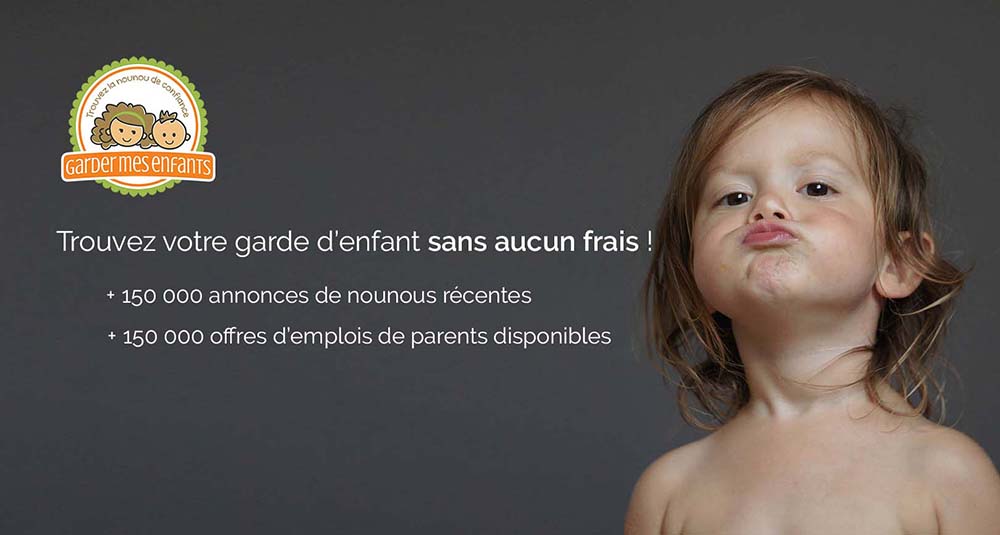 Trouvez la nounou de confiance
GARDER MES ENFANTS
Trouvez votre garde d'enfant sans aucun frais !
+ 150 000 annonces de nounous récentes
+ 150 000 offres d'emplois de parents disponibles